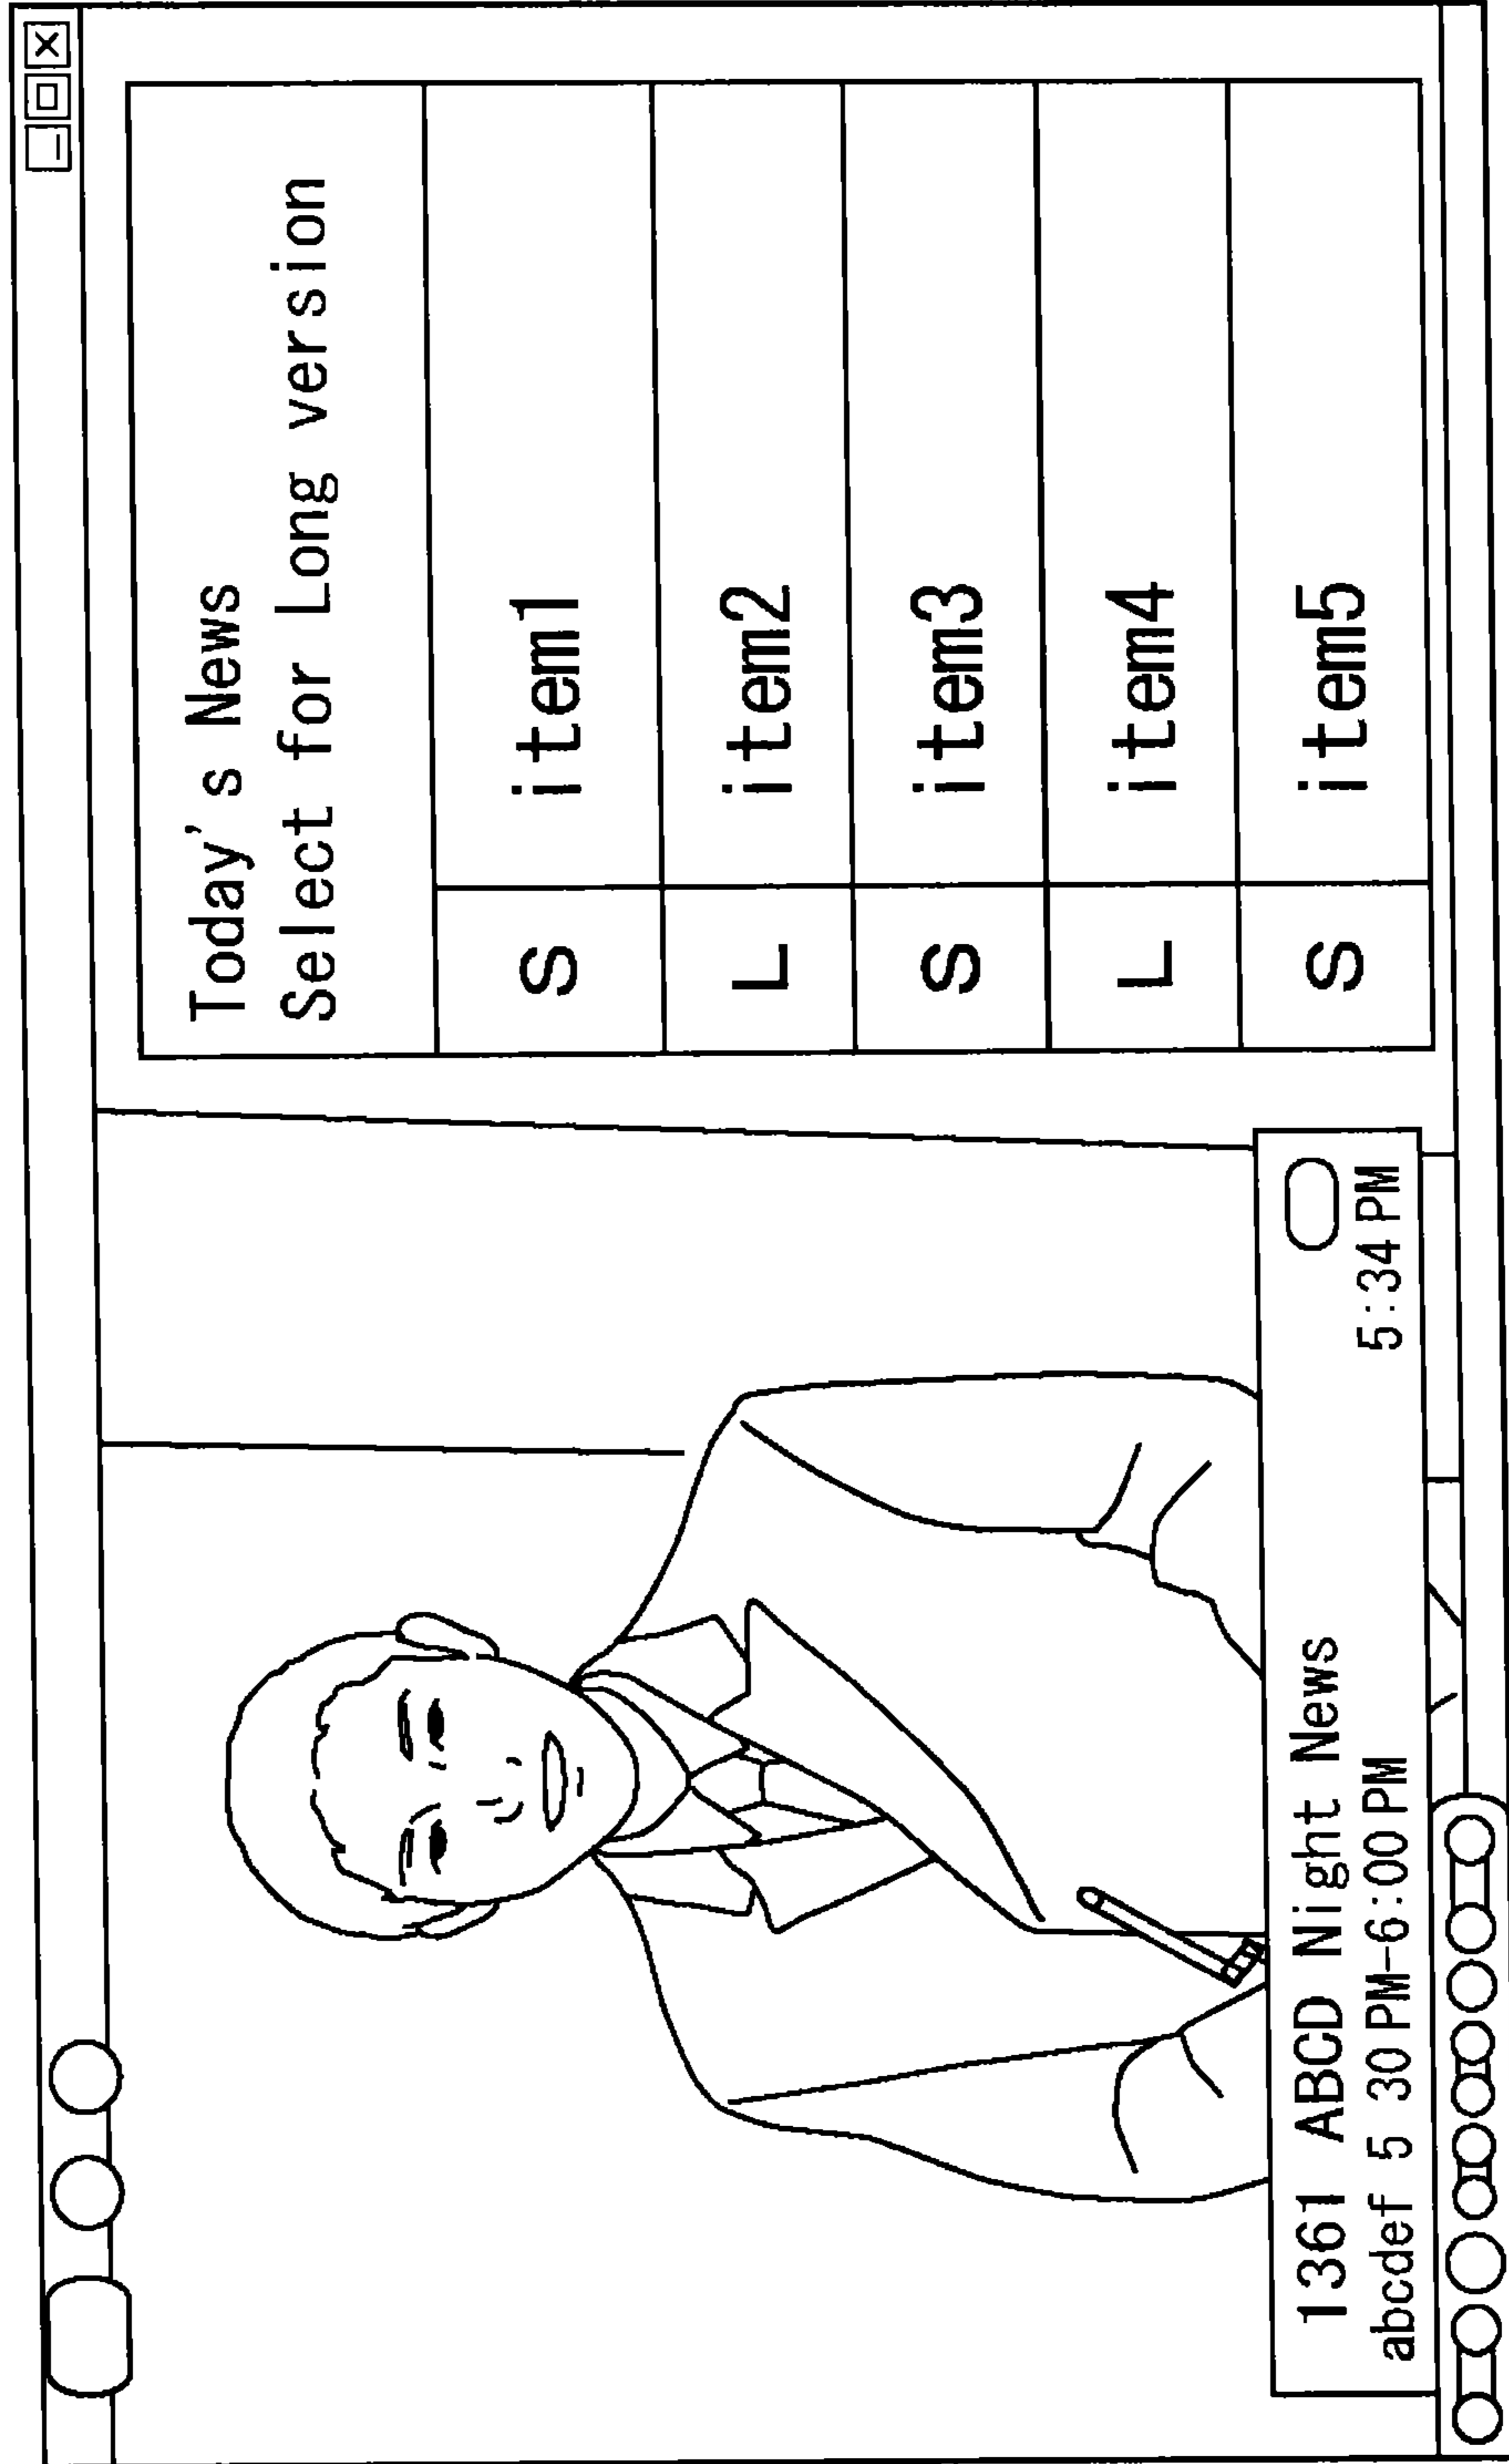 Today's News
Select for Long version
S item1
L item2
S item3
L item4
S item5
1361 ABCD Night News
abcdef 5 30 PM-6:00 PM 5:34 PM